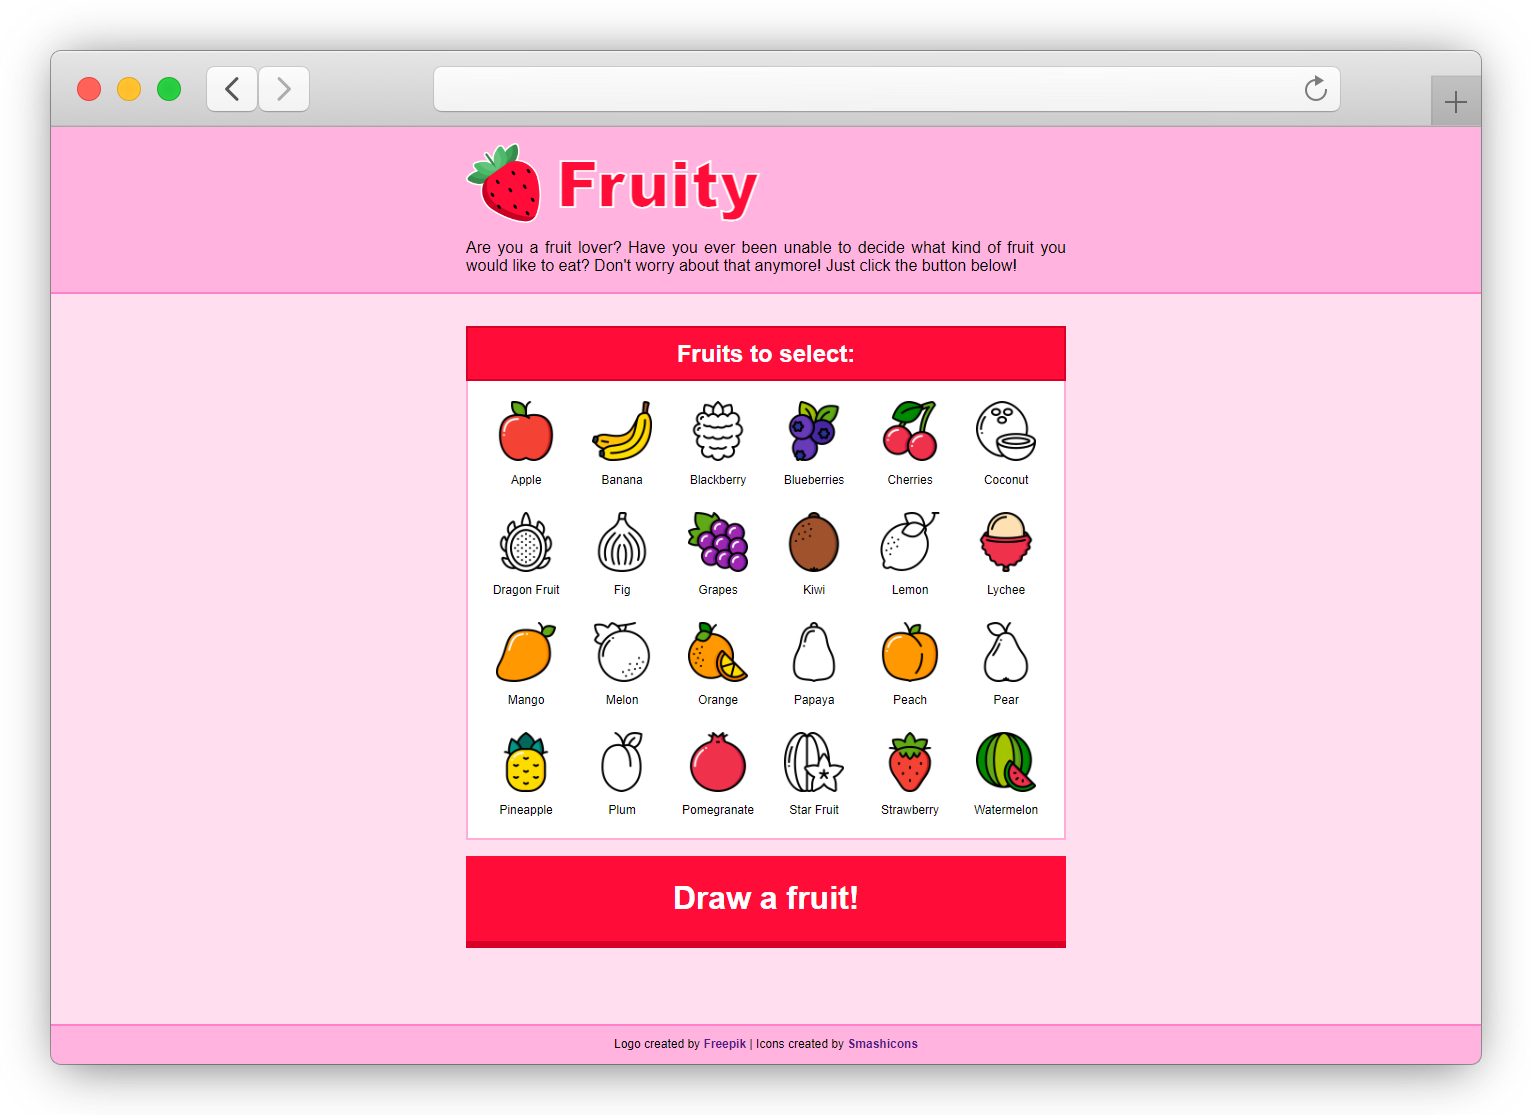 Fruity
Are you a fruit lover? Have you ever been unable to decide what kind of fruit you
would like to eat? Don't worry about that anymore! Just click the button below!
Fruits to select:
Apple Banana Blackberry Blueberries Cherries Coconut
Dragon Fruit Fig Grapes Kiwi Lemon Lychee
Mango Melon Orange Papaya Peach Pear
Pineapple Plum Pomegranate Star Fruit Strawberry Watermelon
Draw a fruit!
Logo created by Freepik | Icons created by Smashicons